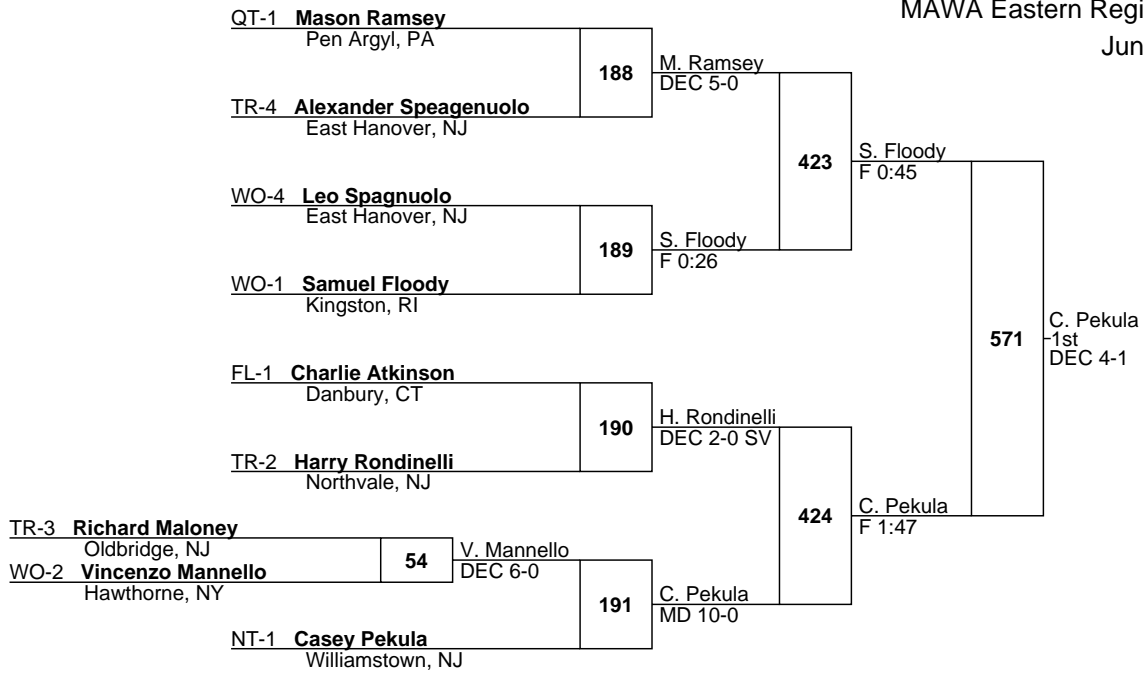 MAWA Eastern Regi
Jun
QT-1 Mason Ramsey
Pen Argyl, PA
188
M. Ramsey
DEC 5-0
TR-4 Alexander Speagenuolo
East Hanover, NJ
423
S. Floody
F 0:45
WO-4 Leo Spagnuolo
East Hanover, NJ
189
S. Floody
F 0:26
WO-1 Samuel Floody
Kingston, RI
571
C. Pekula
1st
DEC 4-1
FL-1 Charlie Atkinson
Danbury, CT
190
H. Rondinelli
DEC 2-0 SV
TR-2 Harry Rondinelli
Northvale, NJ
424
C. Pekula
F 1:47
TR-3 Richard Maloney
Oldbridge, NJ
54
V. Mannello
DEC 6-0
WO-2 Vincenzo Mannello
Hawthorne, NY
191
C. Pekula
MD 10-0
NT-1 Casey Pekula
Williamstown, NJ